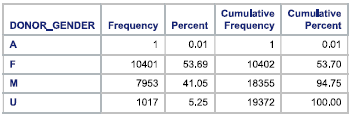 DONOR_GENDER Frequency Percent Cumulative Frequency Cumulative Percent
A 1 0.01 1 0.01
F 10401 53.69 10402 53.70
M 7953 41.05 18355 94.75
U 1017 5.25 19372 100.00